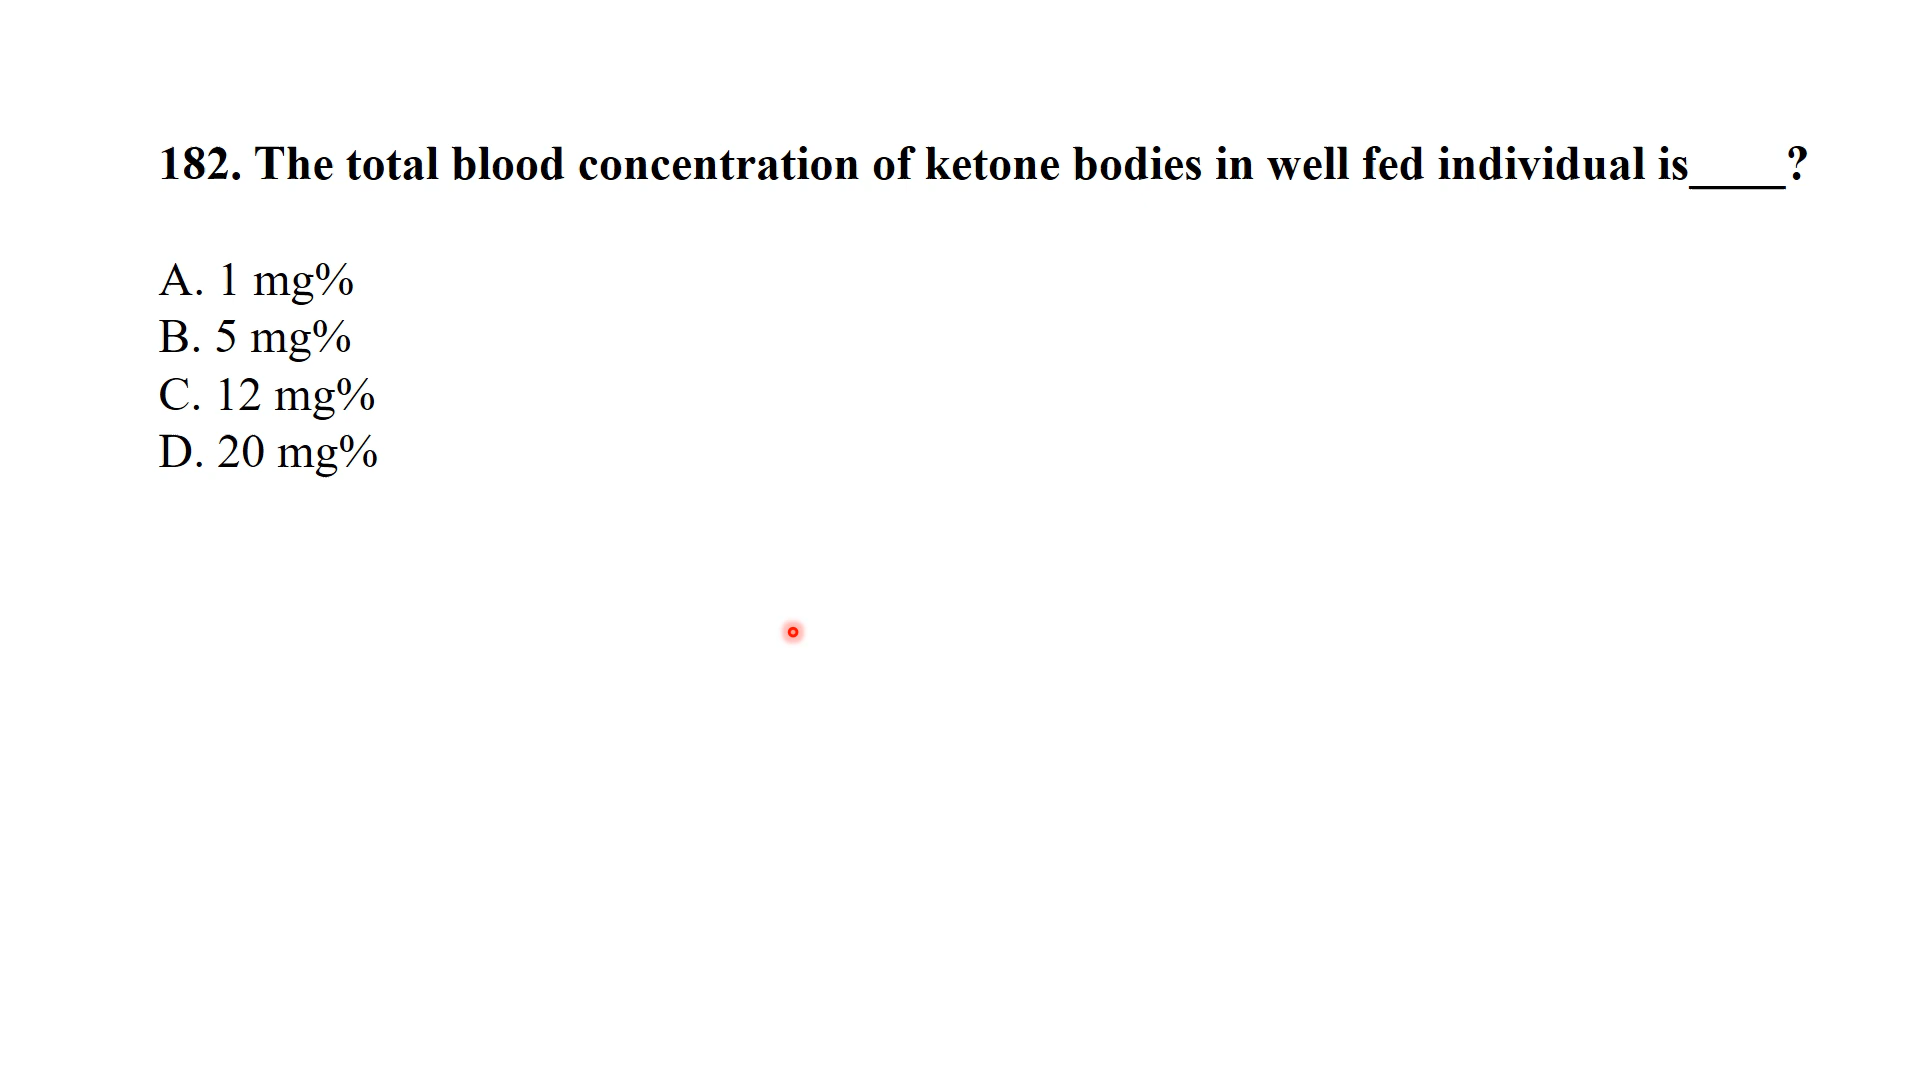 182. The total blood concentration of ketone bodies in well fed individual is____?
A. 1 mg%
B. 5 mg%
C. 12 mg%
D. 20 mg%